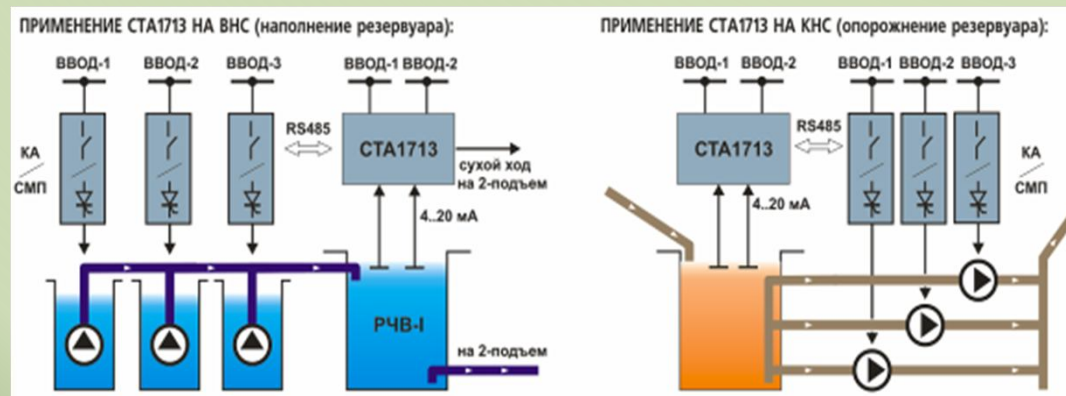 ПРИМЕНЕНИЕ СТА1713 НА ВНС (наполнение резервуара):
ВВОД-1 ВВОД-2 ВВОД-3 ВВОД-1 ВВОД-2
RS485
СТА1713
КА
СМП
сухой ход
на 2-подъем
4..20 мА
РЧВ-I
на 2-подъем
ПРИМЕНЕНИЕ СТА1713 НА КНС (опорожнение резервуара):
ВВОД-1 ВВОД-2 ВВОД-1 ВВОД-2 ВВОД-3
СТА1713
RS485
КА
СМП
4..20 мА